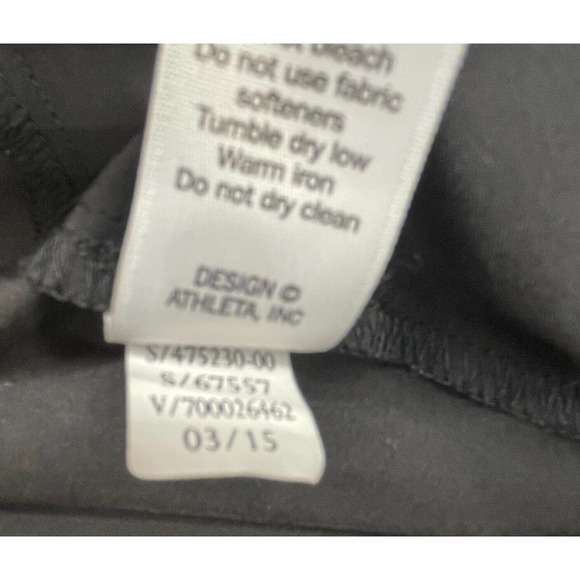 bleach
Do not use fabric
softeners
Tumble dry low
Warm iron
Do not dry clean
DESIGN ©
ATHLETA, INC
S/475230-00
S/67557
V/700026462
03/15